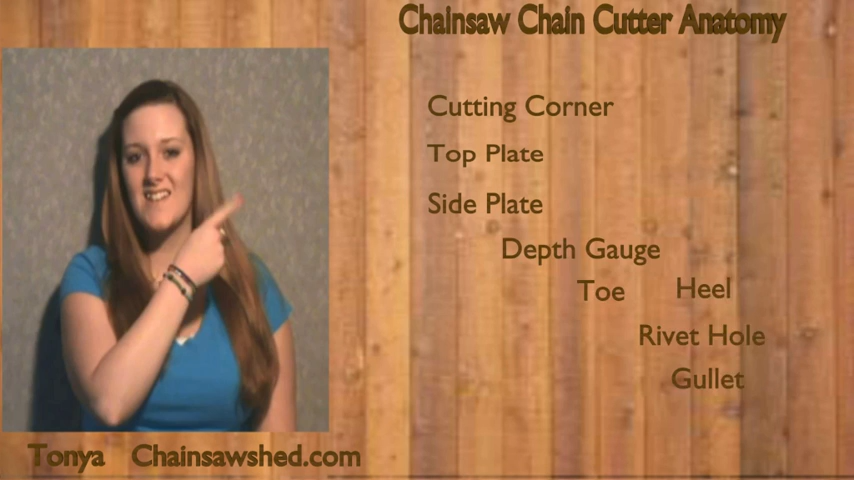 Chainsaw Chain Cutter Anatomy
Cutting Corner
Top Plate
Side Plate
Depth Gauge
Toe Heel
Rivet Hole
Gullet
Tonya Chainsawshed.com